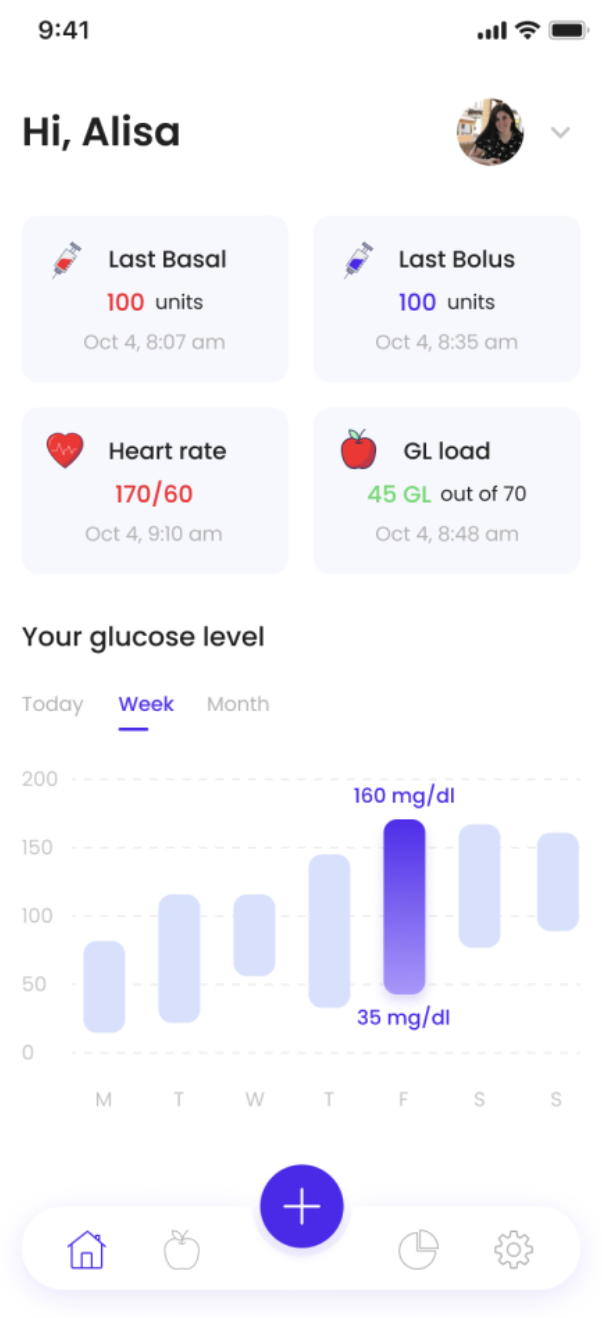 9:41
Hi, Alisa
Last Basal
100 units
Oct 4, 8:07 am
Last Bolus
100 units
Oct 4, 8:35 am
Heart rate
170/60
Oct 4, 9:10 am
GL load
45 GL out of 70
Oct 4, 8:48 am
Your glucose level
Today Week Month
200
160 mg/dl
150
100
50
35 mg/dl
0
M T W T F S S